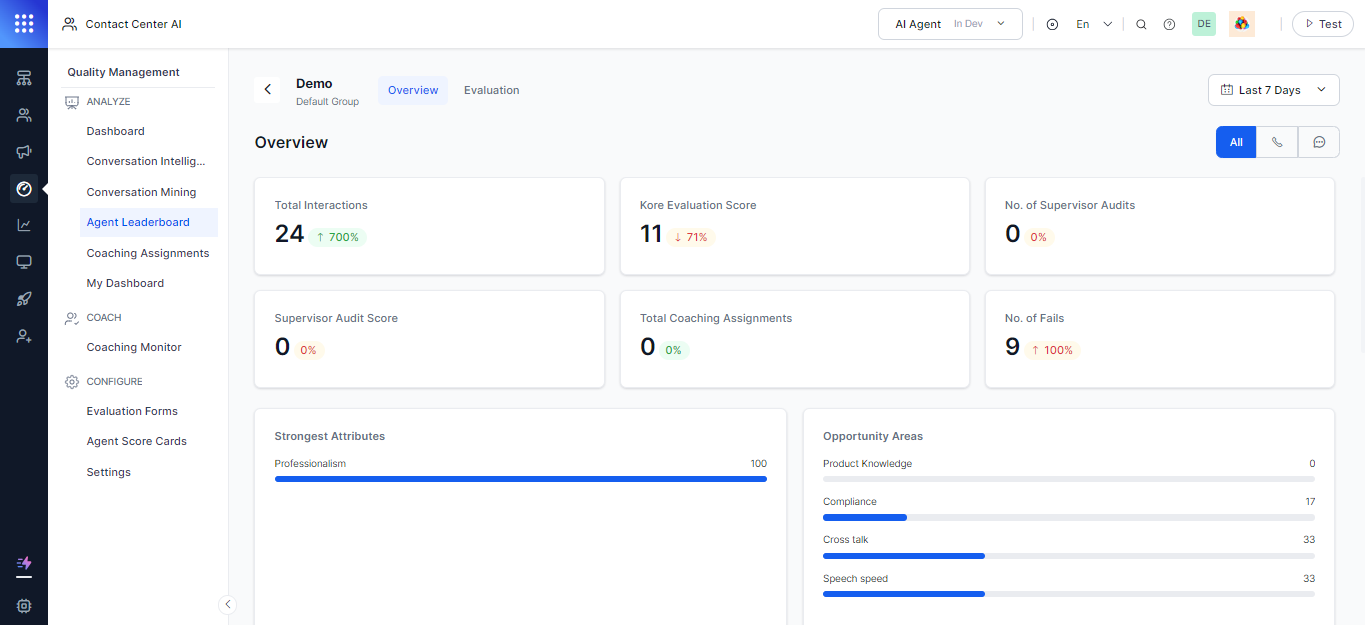 Contact Center AI
AI Agent In Dev
En
DE
Test
Quality Management
ANALYZE
Dashboard
Conversation Intellig...
Conversation Mining
Agent Leaderboard
Coaching Assignments
My Dashboard
COACH
Coaching Monitor
CONFIGURE
Evaluation Forms
Agent Score Cards
Settings
Demo
Default Group
Overview
Evaluation
Last 7 Days
Overview
All
Total Interactions
24 ↑ 700%
Kore Evaluation Score
11 ↓ 71%
No. of Supervisor Audits
0 0%
Supervisor Audit Score
0 0%
Total Coaching Assignments
0 0%
No. of Fails
9 ↑ 100%
Strongest Attributes
Professionalism 100
Opportunity Areas
Product Knowledge 0
Compliance 17
Cross talk 33
Speech speed 33